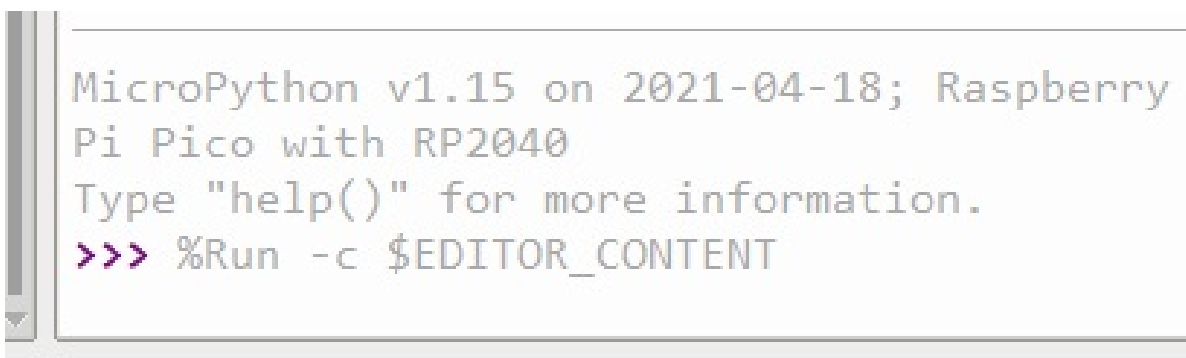 MicroPython v1.15 on 2021-04-18; Raspberry
Pi Pico with RP2040
Type "help()" for more information.
>>> %Run -c $EDITOR_CONTENT